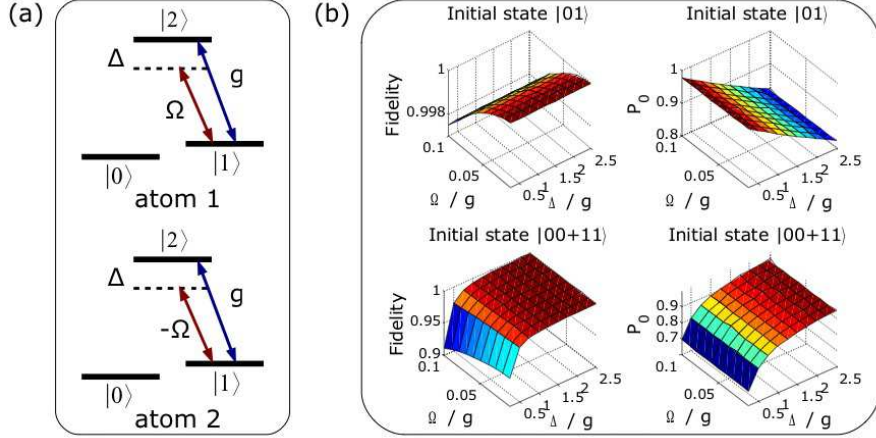 (a)
|2⟩
Δ
g
Ω
|1⟩
|0⟩
atom 1
|2⟩
Δ
g
-Ω
|1⟩
|0⟩
atom 2
(b)
Initial state |01⟩
Fidelity
1
0.998
0.1
0.05
Ω / g
0.5
1
1.5
2
2.5
Δ / g
Initial state |01⟩
P₀
1
0.9
0.8
0.1
0.05
Ω / g
0.5
1
1.5
2
2.5
Δ / g
Initial state |00+11⟩
Fidelity
1
0.95
0.9
0.1
0.05
Ω / g
0.5
1
1.5
2
2.5
Δ / g
Initial state |00+11⟩
P₀
0.9
0.8
0.7
0.1
0.05
Ω / g
0.5
1
1.5
2
2.5
Δ / g